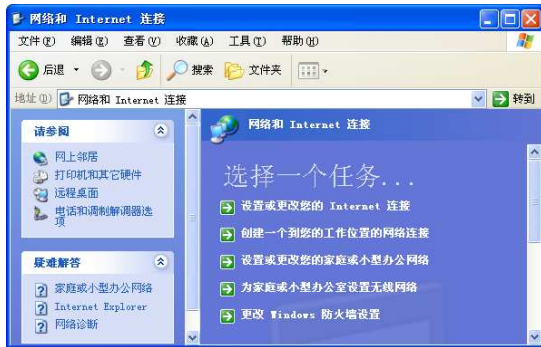 网络和 Internet 连接
文件(F) 编辑(E) 查看(V) 收藏(A) 工具(T) 帮助(H)
后退 搜索 文件夹
地址(D) 网络和 Internet 连接 转到
请参阅
网上邻居
打印机和其它硬件
远程桌面
电话和调制解调器选
项
疑难解答
家庭或小型办公网络
Internet Explorer
网络诊断
网络和 Internet 连接
选择一个任务...
设置或更改您的 Internet 连接
创建一个到您的工作位置的网络连接
设置或更改您的家庭或小型办公网络
为家庭或小型办公室设置无线网络
更改 Windows 防火墙设置